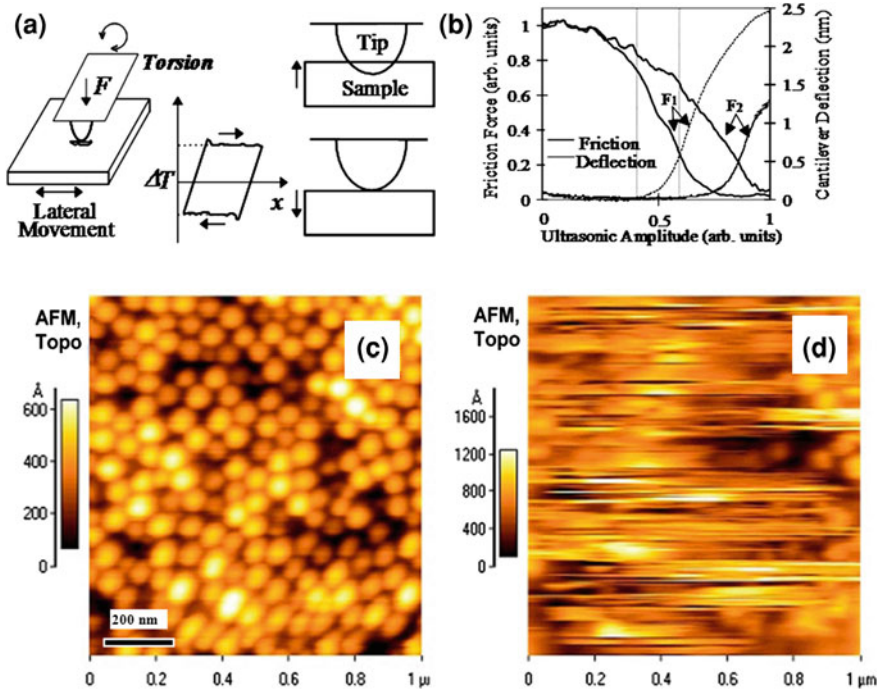 (a)
Torsion
F
Lateral
Movement
ΔT
x
Tip
Sample
(b)
Friction Force (arb. units)
1
0.8
0.6
0.4
0.2
0
F1
F2
Friction
Deflection
2.5
2
1.5
1
0.5
0
Cantilever Deflection (nm)
0
0.5
1
Ultrasonic Amplitude (arb. units)
AFM,
Topo
Å
600
400
200
0
(c)
200 nm
0 0.2 0.4 0.6 0.8 1 µ
AFM,
Topo
Å
1600
1200
800
400
0
(d)
0 0.2 0.4 0.6 0.8 1 µm